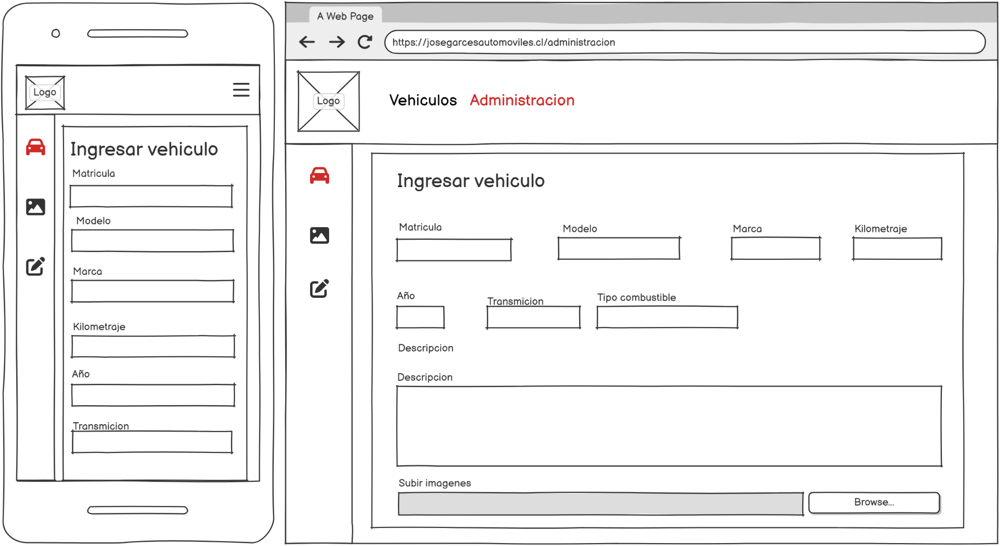 Logo
Ingresar vehiculo
Matricula
Modelo
Marca
Kilometraje
Año
Transmicion
A Web Page
https://josegarcesautomoviles.cl/administracion
Logo
Vehiculos Administracion
Ingresar vehiculo
Matricula Modelo Marca Kilometraje
Año Transmicion Tipo combustible
Descripcion
Descripcion
Subir imagenes
Browse...